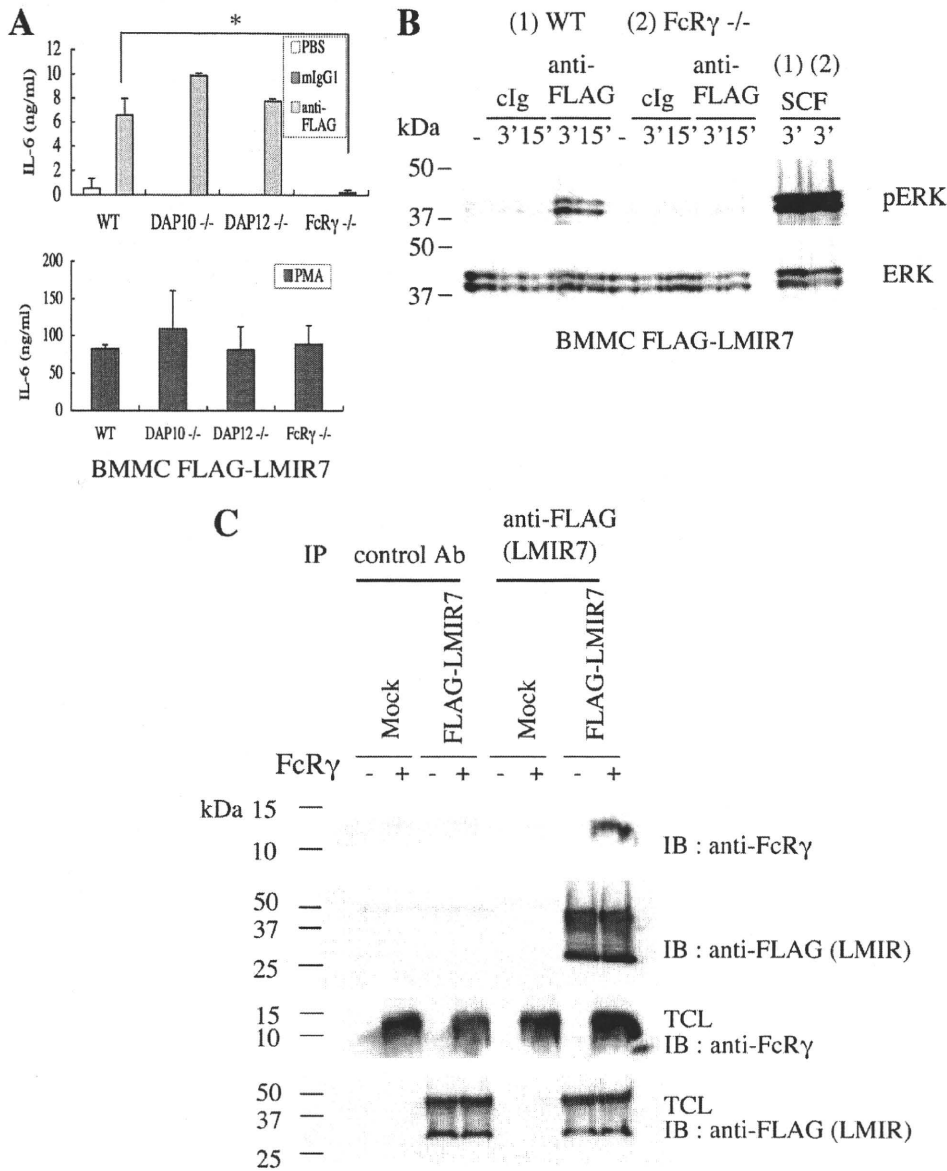 A
*
IL-6 (ng/ml)
12
10
8
6
4
2
0
PBS
mIgG1
anti-
FLAG
WT DAP10 -/- DAP12 -/- FcRγ -/-
IL-6 (ng/ml)
200
150
100
50
0
PMA
WT DAP10 -/- DAP12 -/- FcRγ -/-
BMMC FLAG-LMIR7
B
(1) WT (2) FcRγ -/-
anti- anti- (1) (2)
cIg FLAG cIg FLAG SCF
kDa - 3' 15' 3' 15' - 3' 15' 3' 15' 3' 3'
50
37
pERK
50
37
ERK
BMMC FLAG-LMIR7
C
IP control Ab anti-FLAG
(LMIR7)
Mock FLAG-LMIR7 Mock FLAG-LMIR7
FcRγ - + - + - + - +
kDa 15
10
IB : anti-FcRγ
50
37
25
IB : anti-FLAG (LMIR)
15
10
TCL
IB : anti-FcRγ
50
37
25
TCL
IB : anti-FLAG (LMIR)